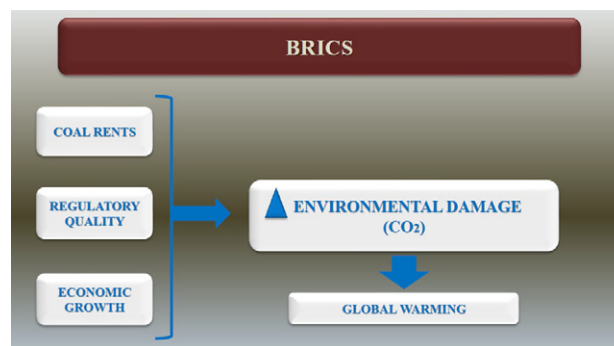 BRICS
COAL RENTS
REGULATORY
QUALITY
ECONOMIC
GROWTH
ENVIRONMENTAL DAMAGE
(CO₂)
GLOBAL WARMING